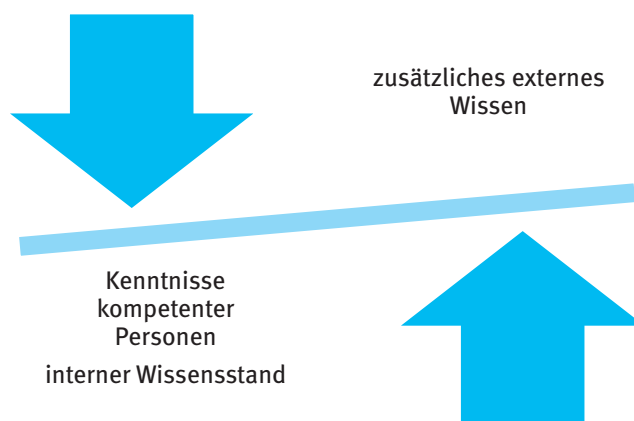 zusätzliches externes
Wissen
Kenntnisse
kompetenter
Personen
interner Wissensstand